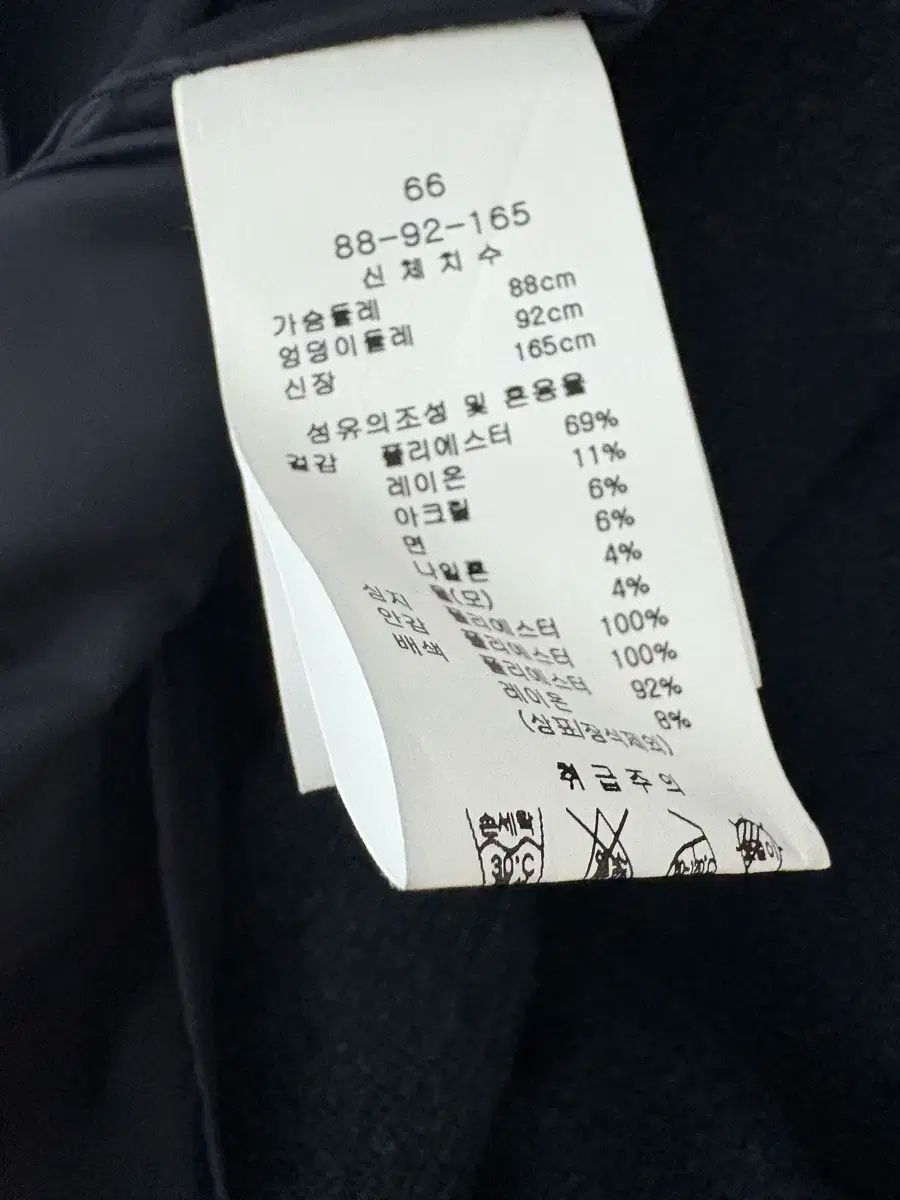 66
88-92-165
신체치수
가슴둘레 88cm
엉덩이둘레 92cm
신장 165cm
섬유의조성 및 혼용율
겉감 폴리에스터 69%
레이온 11%
아크릴 6%
면 6%
나일론 4%
울(모) 4%
심지 폴리에스터 100%
안감 폴리에스터 100%
배색 폴리에스터 92%
레이온 8%
(상표장식제외)
취급주의
손세탁
30°C